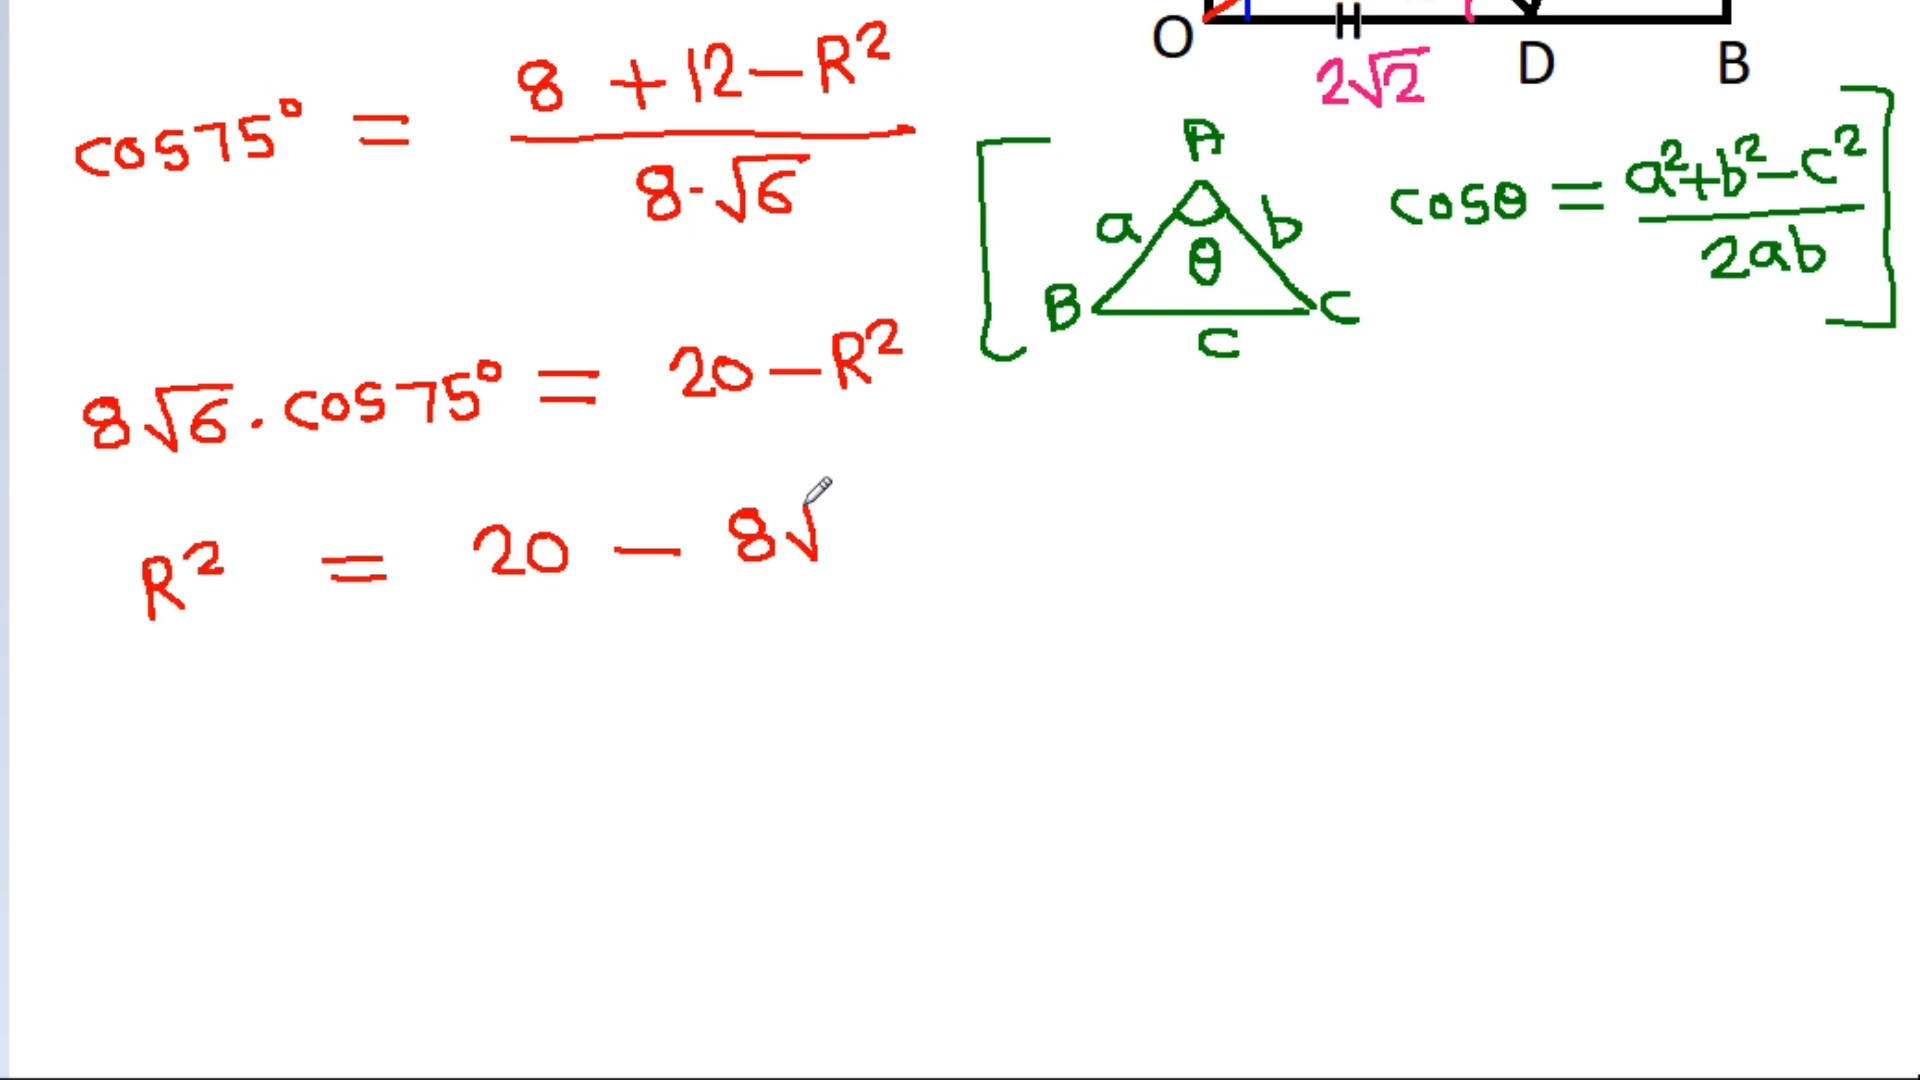 cos75° = (8 + 12 − R²) / (8·√6)
O D B
2√2
A
a b
θ
B C
c
cosθ = (a²+b²−c²) / 2ab
8√6 . cos75° = 20 − R²
R² = 20 − 8√